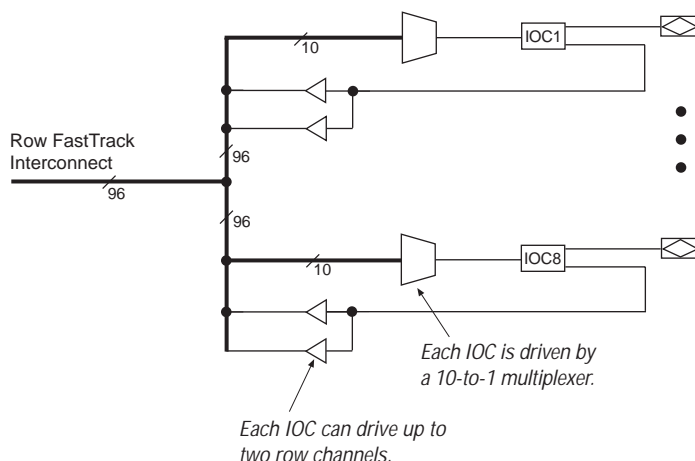 10
IOC1
Row FastTrack
Interconnect
96
96
96
10
IOC8
Each IOC is driven by
a 10-to-1 multiplexer.
Each IOC can drive up to
two row channels.